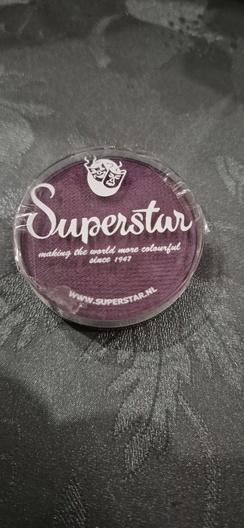 Superstar
making the world more colourful
since 1947
WWW.SUPERSTAR.NL